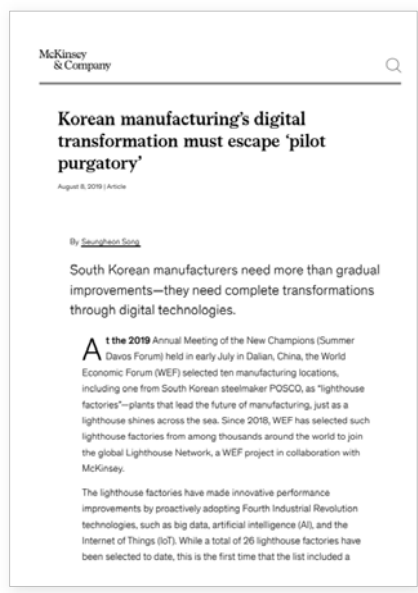 McKinsey
& Company
Korean manufacturing's digital
transformation must escape 'pilot
purgatory'
August 8, 2019 | Article
By Seungheon Song
South Korean manufacturers need more than gradual
improvements—they need complete transformations
through digital technologies.
At the 2019 Annual Meeting of the New Champions (Summer
Davos Forum) held in early July in Dalian, China, the World
Economic Forum (WEF) selected ten manufacturing locations,
including one from South Korean steelmaker POSCO, as "lighthouse
factories"—plants that lead the future of manufacturing, just as a
lighthouse shines across the sea. Since 2018, WEF has selected such
lighthouse factories from among thousands around the world to join
the global Lighthouse Network, a WEF project in collaboration with
McKinsey.
The lighthouse factories have made innovative performance
improvements by proactively adopting Fourth Industrial Revolution
technologies, such as big data, artificial intelligence (AI), and the
Internet of Things (IoT). While a total of 26 lighthouse factories have
been selected to date, this is the first time that the list included a